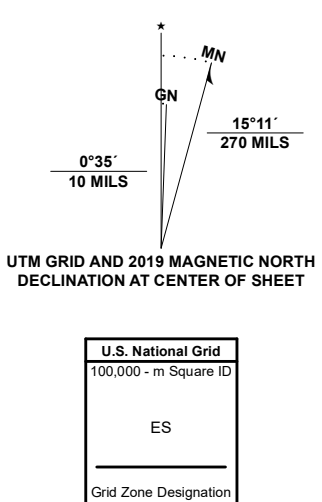 ★
MN
GN
15°11´
270 MILS
0°35´
10 MILS
UTM GRID AND 2019 MAGNETIC NORTH
DECLINATION AT CENTER OF SHEET
U.S. National Grid
100,000 - m Square ID
ES
Grid Zone Designation